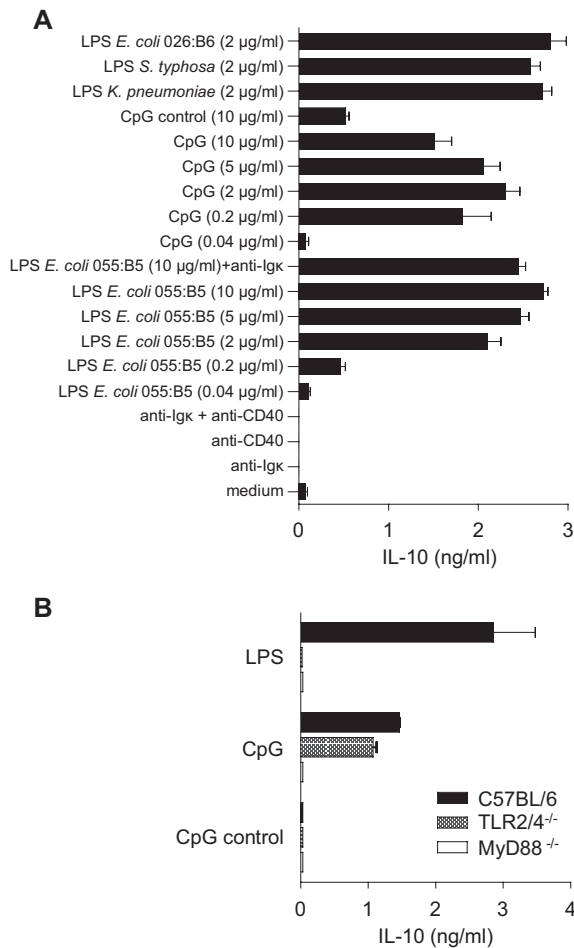 A
LPS E. coli 026:B6 (2 µg/ml)
LPS S. typhosa (2 µg/ml)
LPS K. pneumoniae (2 µg/ml)
CpG control (10 µg/ml)
CpG (10 µg/ml)
CpG (5 µg/ml)
CpG (2 µg/ml)
CpG (0.2 µg/ml)
CpG (0.04 µg/ml)
LPS E. coli 055:B5 (10 µg/ml)+anti-Igκ
LPS E. coli 055:B5 (10 µg/ml)
LPS E. coli 055:B5 (5 µg/ml)
LPS E. coli 055:B5 (2 µg/ml)
LPS E. coli 055:B5 (0.2 µg/ml)
LPS E. coli 055:B5 (0.04 µg/ml)
anti-Igκ + anti-CD40
anti-CD40
anti-Igκ
medium
0 1 2 3
IL-10 (ng/ml)
B
LPS
CpG
CpG control
C57BL/6
TLR2/4-/-
MyD88 -/-
0 1 2 3 4
IL-10 (ng/ml)